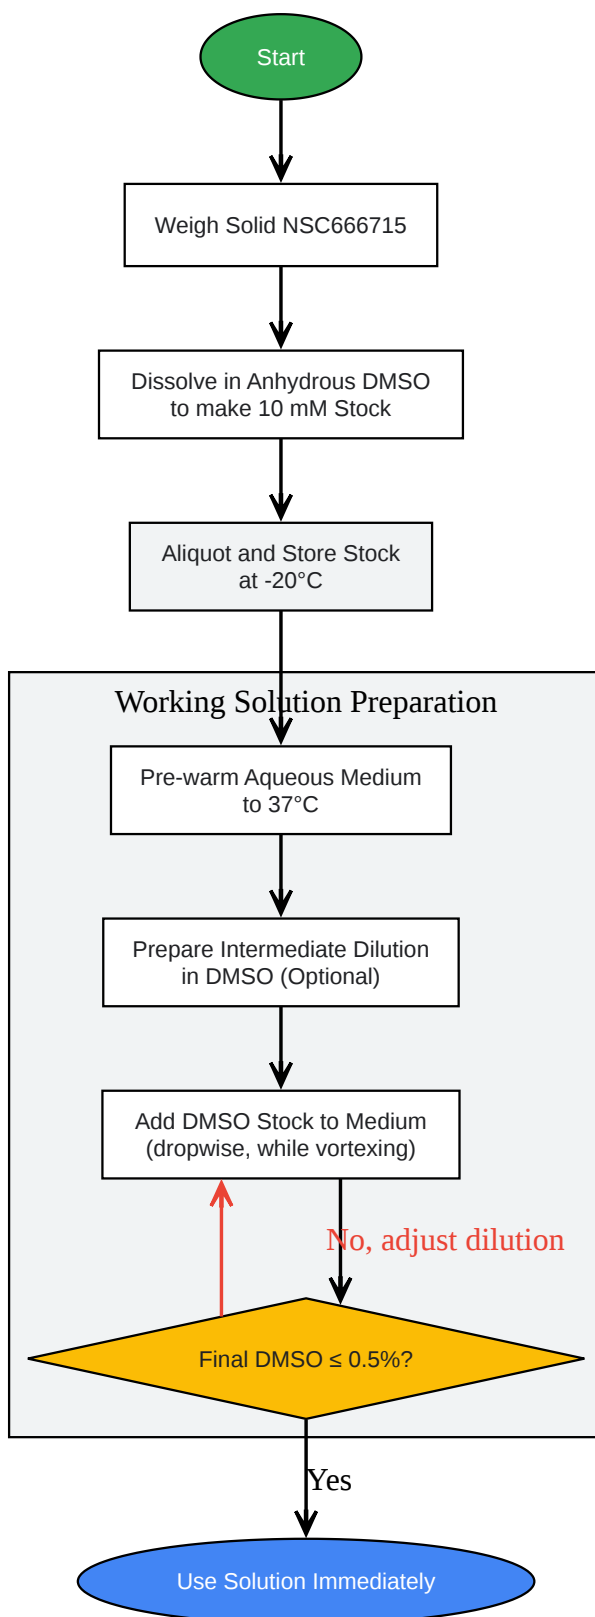 Start
Weigh Solid NSC666715
Dissolve in Anhydrous DMSO
to make 10 mM Stock
Aliquot and Store Stock
at -20°C
Working Solution Preparation
Pre-warm Aqueous Medium
to 37°C
Prepare Intermediate Dilution
in DMSO (Optional)
Add DMSO Stock to Medium
(dropwise, while vortexing)
No, adjust dilution
Final DMSO ≤ 0.5%?
Yes
Use Solution Immediately